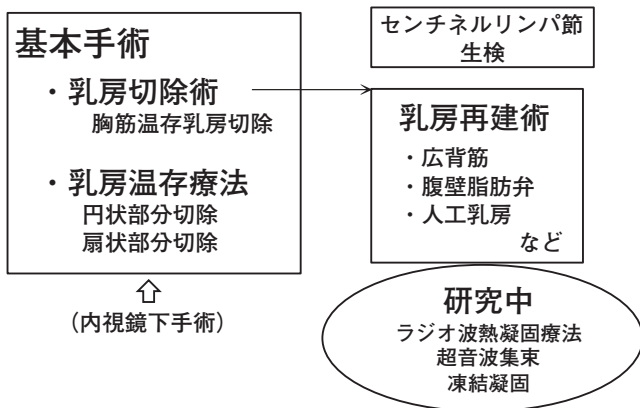 基本手術
・乳房切除術
胸筋温存乳房切除
・乳房温存療法
円状部分切除
扇状部分切除
(内視鏡下手術)
センチネルリンパ節
生検
乳房再建術
・広背筋
・腹壁脂肪弁
・人工乳房
など
研究中
ラジオ波熱凝固療法
超音波集束
凍結凝固